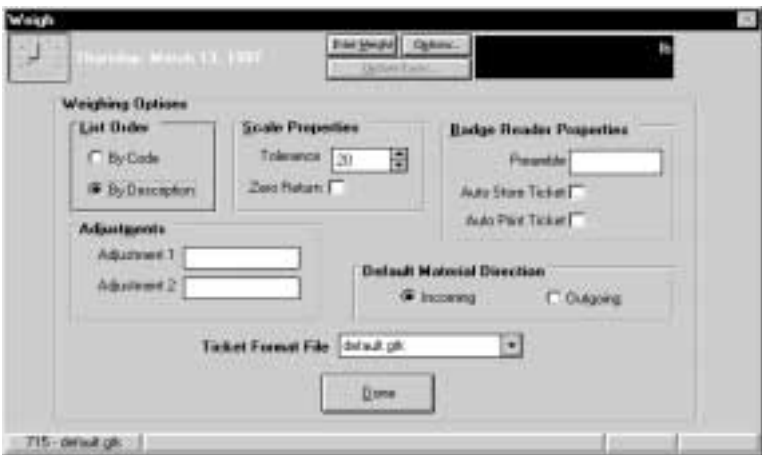 Weigh
Thursday, March 13, 1997
Print Weight
Options...
lb
Weighing Options
List Order
By Code
By Description
Scale Properties
Tolerance 20
Zero Return
Badge Reader Properties
Preamble
Auto Store Ticket
Auto Print Ticket
Adjustments
Adjustment 1
Adjustment 2
Default Material Direction
Incoming
Outgoing
Ticket Format File default.gtk
Done
715 - default.gtk